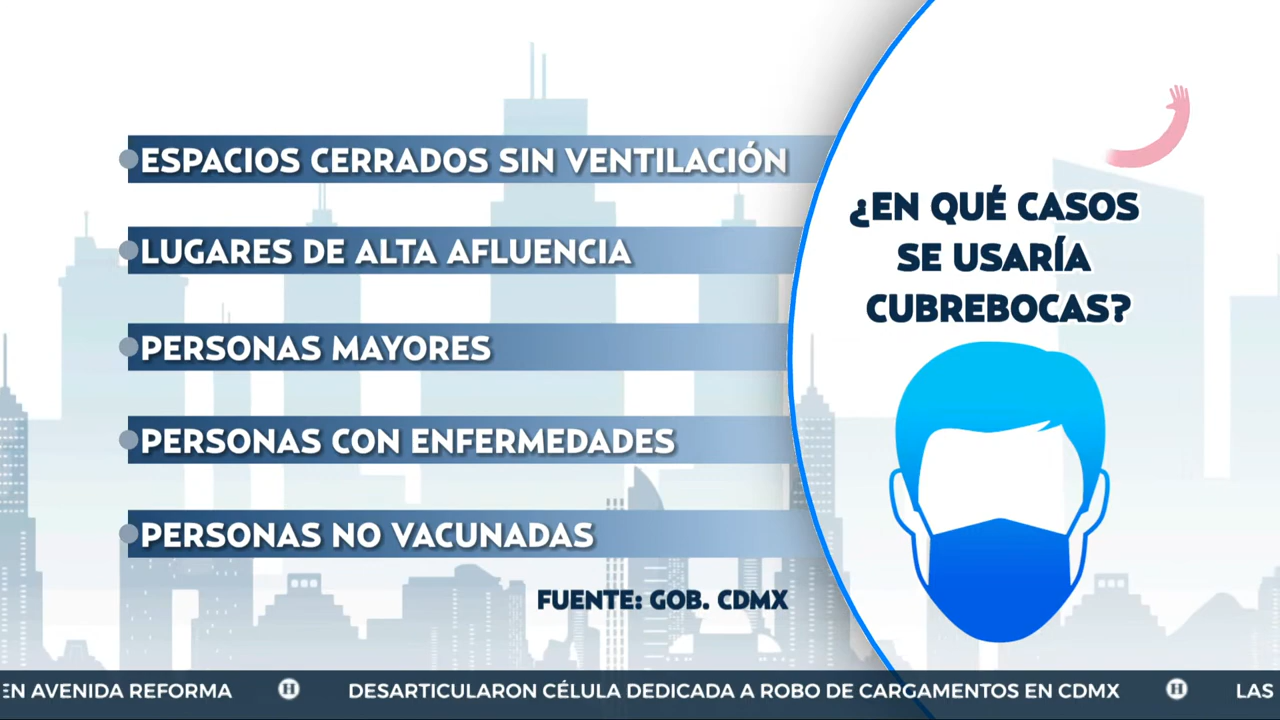 ESPACIOS CERRADOS SIN VENTILACIÓN
LUGARES DE ALTA AFLUENCIA
PERSONAS MAYORES
PERSONAS CON ENFERMEDADES
PERSONAS NO VACUNADAS
FUENTE: GOB. CDMX
¿EN QUÉ CASOS
SE USARÍA
CUBREBOCAS?
EN AVENIDA REFORMA H DESARTICULARON CÉLULA DEDICADA A ROBO DE CARGAMENTOS EN CDMX H LAS